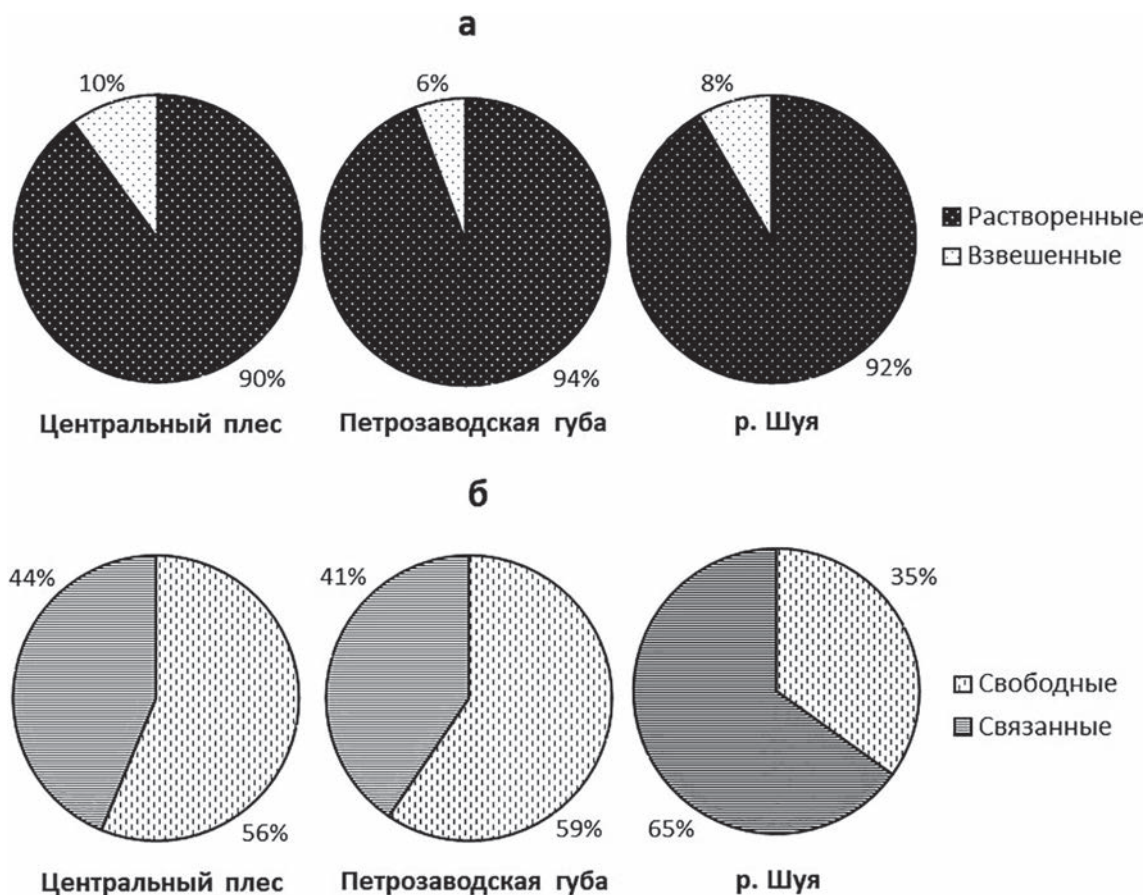 а
10%
6%
8%
Растворенные
Взвешенные
90%
94%
92%
Центральный плес
Петрозаводская губа
р. Шуя
б
44%
41%
35%
Свободные
Связанные
56%
59%
65%
Центральный плес
Петрозаводская губа
р. Шуя